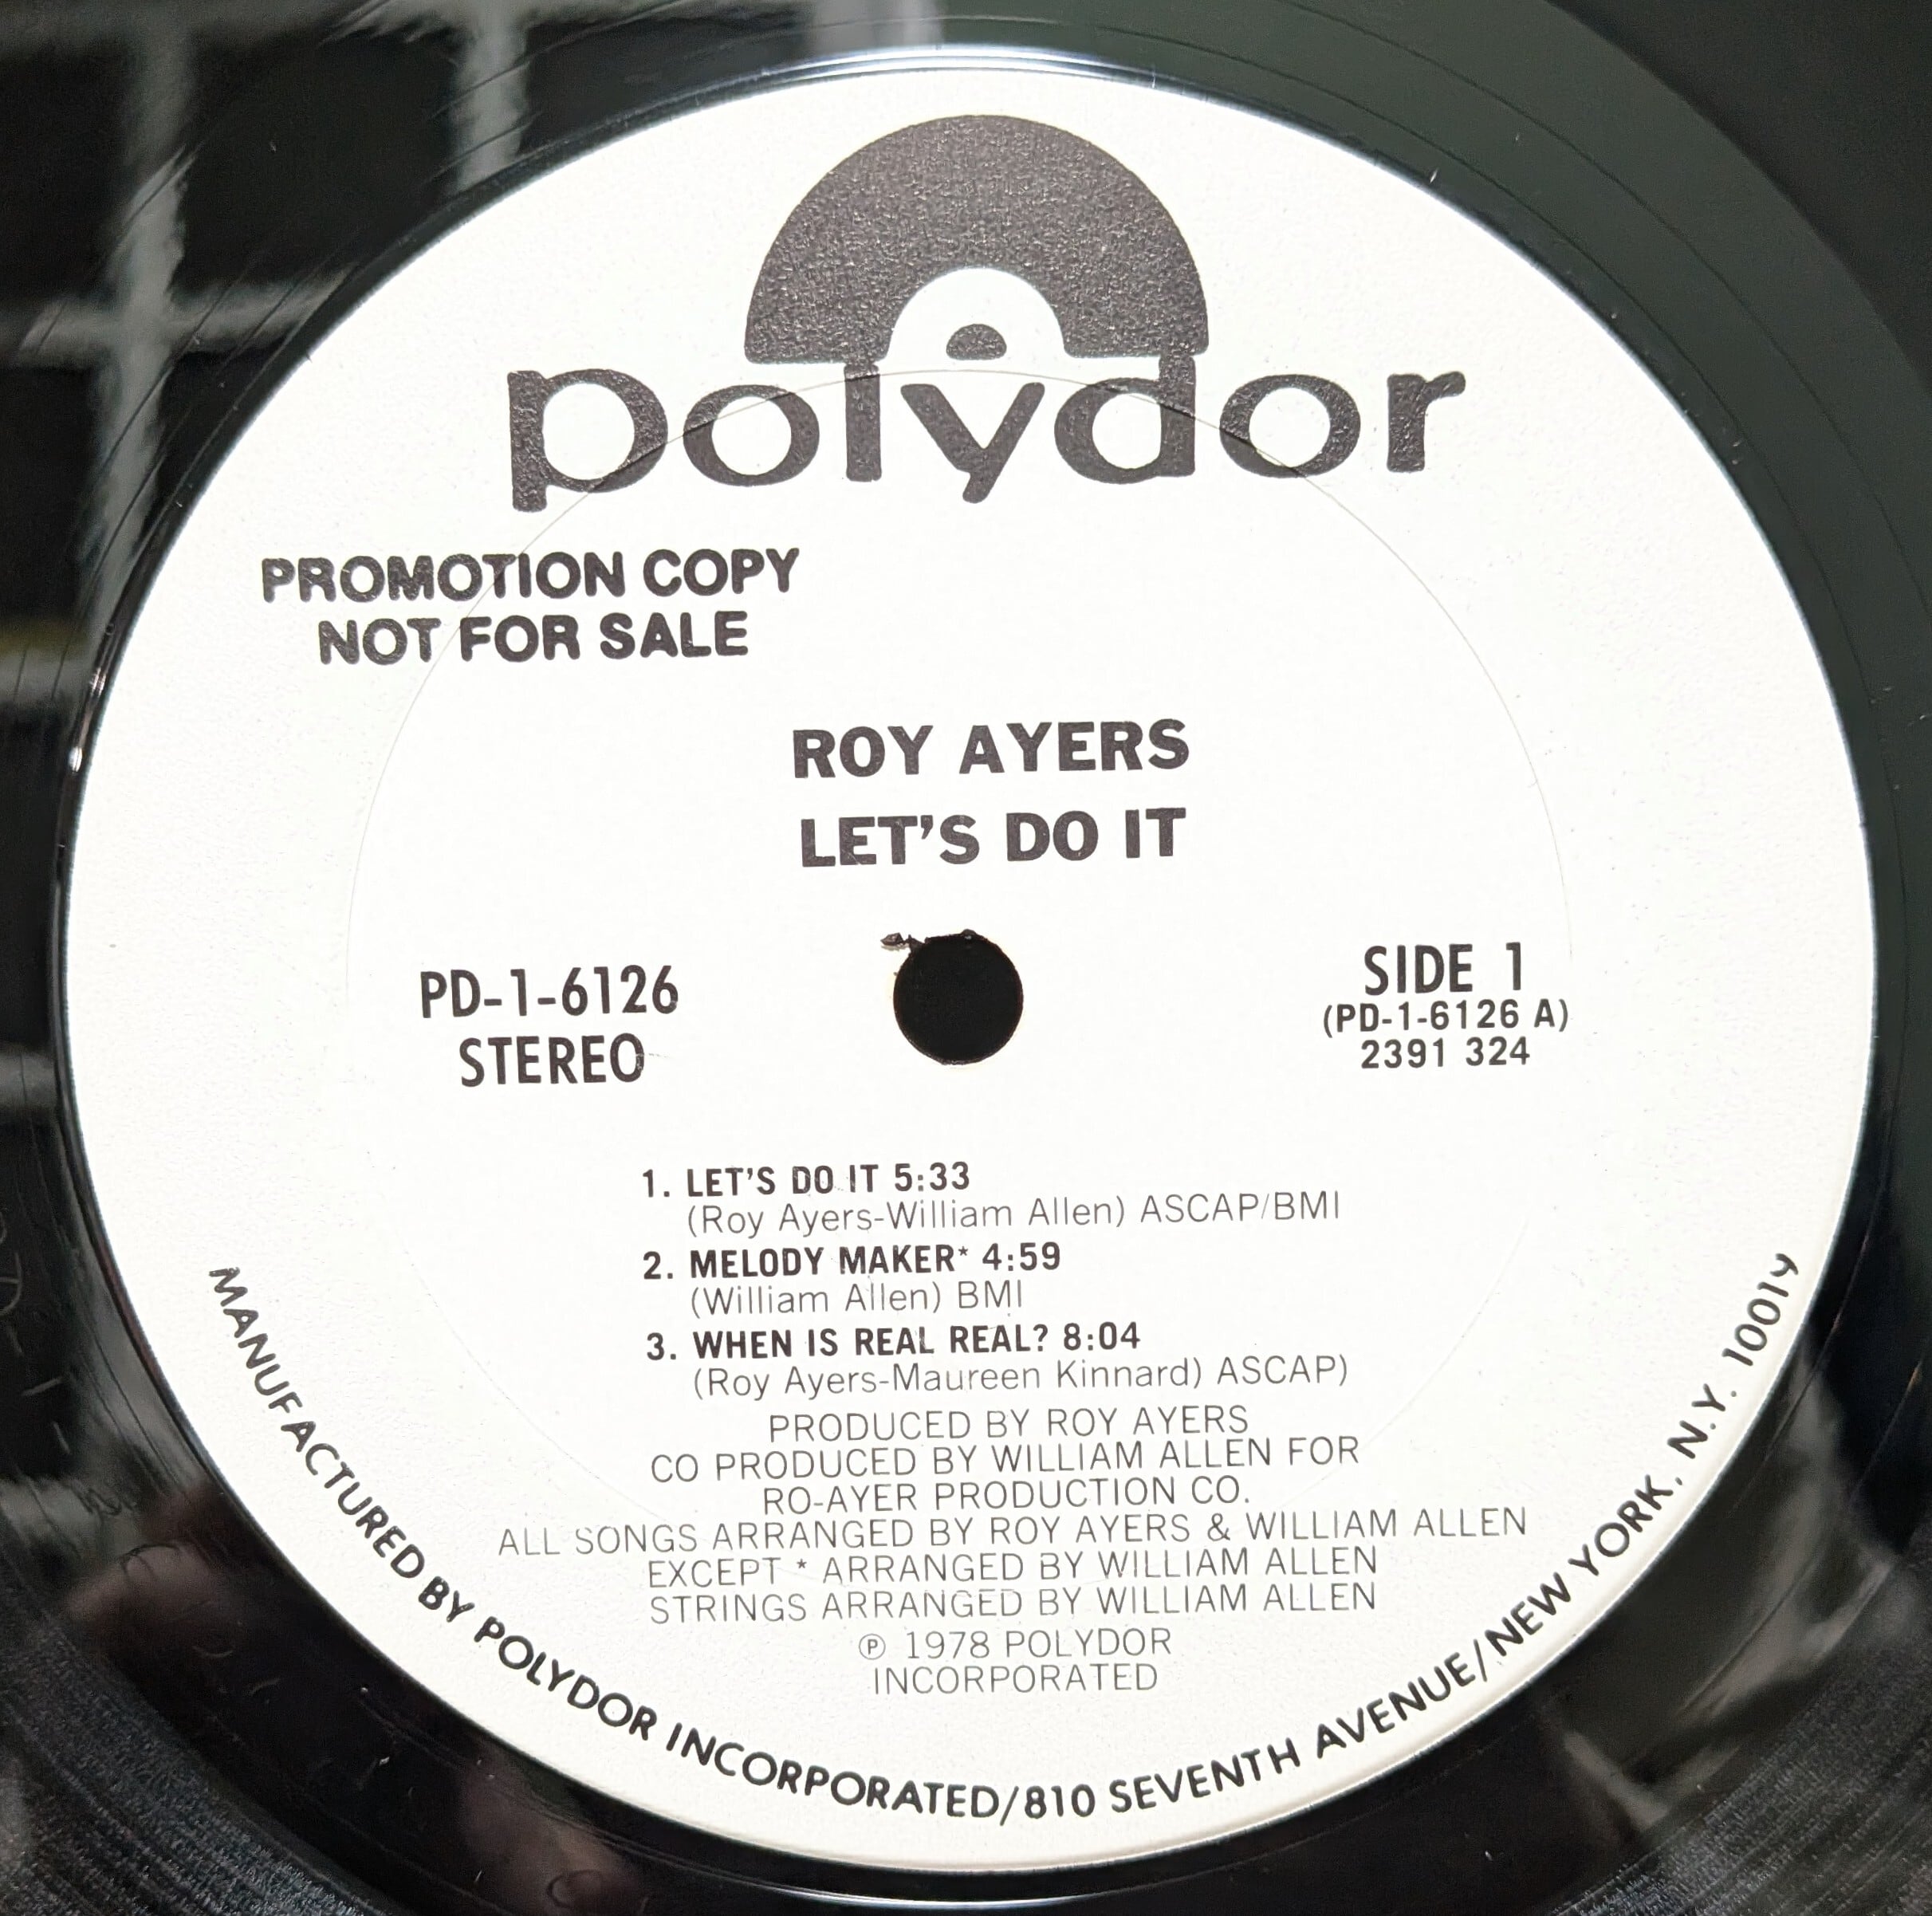 polydor
PROMOTION COPY
NOT FOR SALE
ROY AYERS
LET'S DO IT
PD-1-6126
STEREO
SIDE 1
(PD-1-6126 A)
2391 324
1. LET'S DO IT 5:33
(Roy Ayers-William Allen) ASCAP/BMI
2. MELODY MAKER* 4:59
(William Allen) BMI
3. WHEN IS REAL REAL? 8:04
(Roy Ayers-Maureen Kinnard) ASCAP)
PRODUCED BY ROY AYERS
CO PRODUCED BY WILLIAM ALLEN FOR
RO-AYER PRODUCTION CO.
ALL SONGS ARRANGED BY ROY AYERS & WILLIAM ALLEN
EXCEPT * ARRANGED BY WILLIAM ALLEN
STRINGS ARRANGED BY WILLIAM ALLEN
℗ 1978 POLYDOR
INCORPORATED
MANUFACTURED BY POLYDOR INCORPORATED/810 SEVENTH AVENUE/NEW YORK, N.Y. 10019